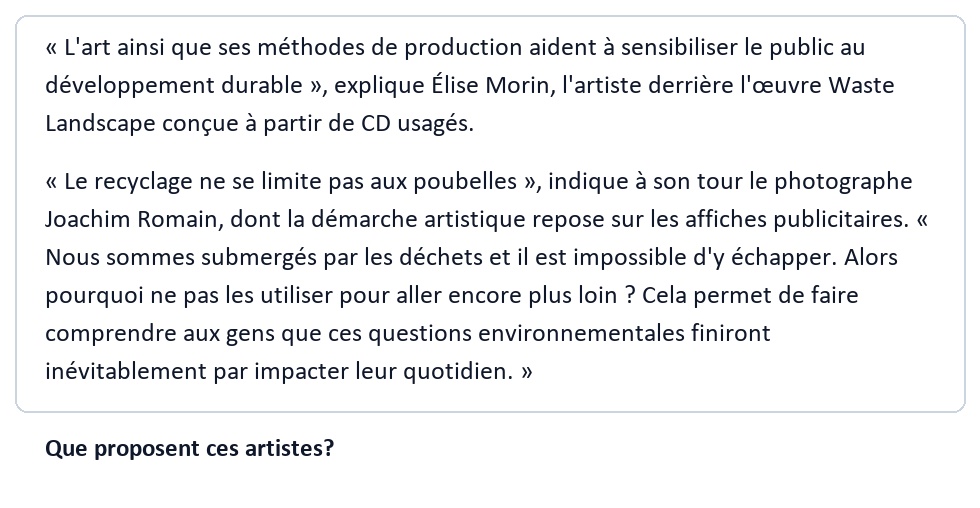 « L'art ainsi que ses méthodes de production aident à sensibiliser le public au
développement durable », explique Élise Morin, l'artiste derrière l'œuvre Waste
Landscape conçue à partir de CD usagés.
« Le recyclage ne se limite pas aux poubelles », indique à son tour le photographe
Joachim Romain, dont la démarche artistique repose sur les affiches publicitaires. «
Nous sommes submergés par les déchets et il est impossible d'y échapper. Alors
pourquoi ne pas les utiliser pour aller encore plus loin ? Cela permet de faire
comprendre aux gens que ces questions environnementales finiront
inévitablement par impacter leur quotidien. »
Que proposent ces artistes?